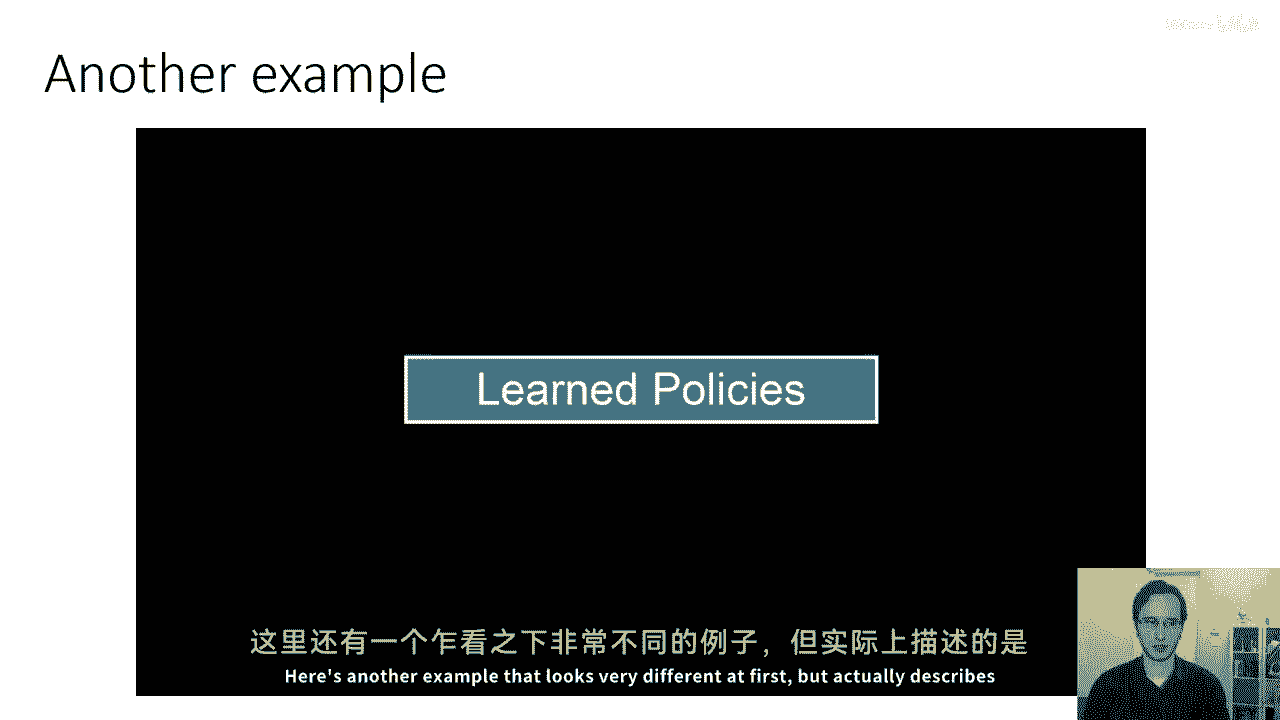 Another example
Learned Policies
这里还有一个乍看之下非常不同的例子，但实际上描述的是
Here's another example that looks very different at first, but actually describes